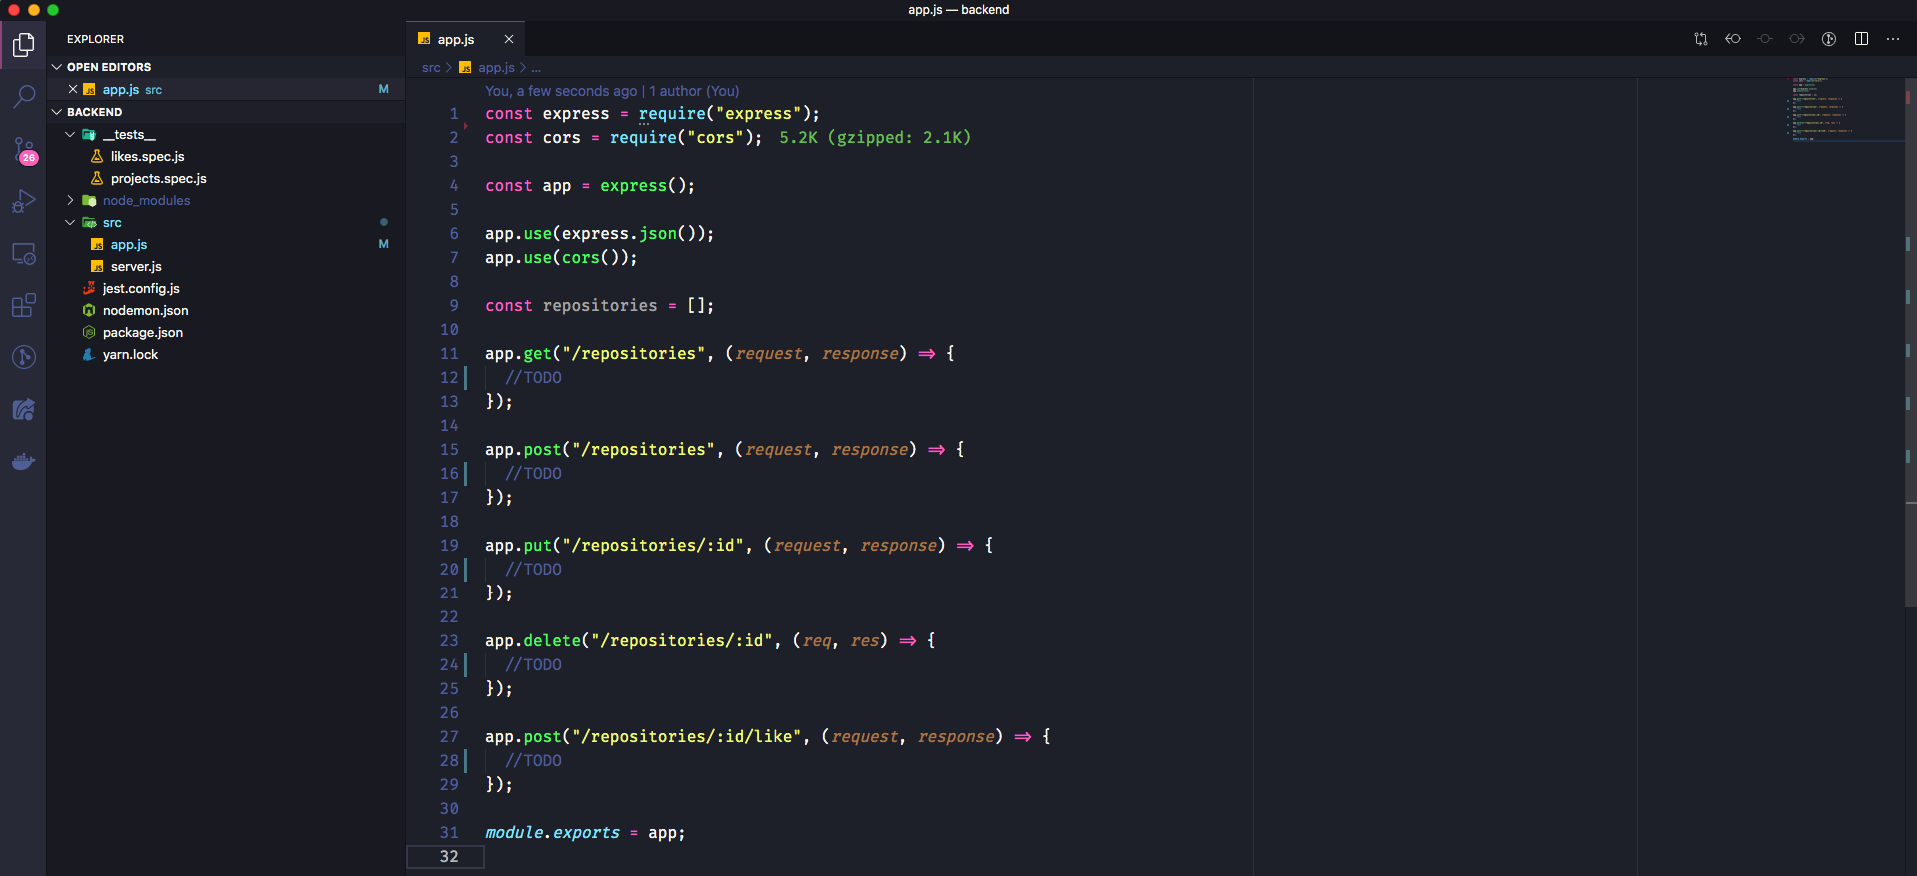 app.js — backend
EXPLORER
OPEN EDITORS
app.js src M
BACKEND
__tests__
likes.spec.js
projects.spec.js
node_modules
src
app.js M
server.js
jest.config.js
nodemon.json
package.json
yarn.lock
26
app.js
src > app.js > ...
You, a few seconds ago | 1 author (You)
1 const express = require("express");
2 const cors = require("cors"); 5.2K (gzipped: 2.1K)
3
4 const app = express();
5
6 app.use(express.json());
7 app.use(cors());
8
9 const repositories = [];
10
11 app.get("/repositories", (request, response) => {
12 //TODO
13 });
14
15 app.post("/repositories", (request, response) => {
16 //TODO
17 });
18
19 app.put("/repositories/:id", (request, response) => {
20 //TODO
21 });
22
23 app.delete("/repositories/:id", (req, res) => {
24 //TODO
25 });
26
27 app.post("/repositories/:id/like", (request, response) => {
28 //TODO
29 });
30
31 module.exports = app;
32